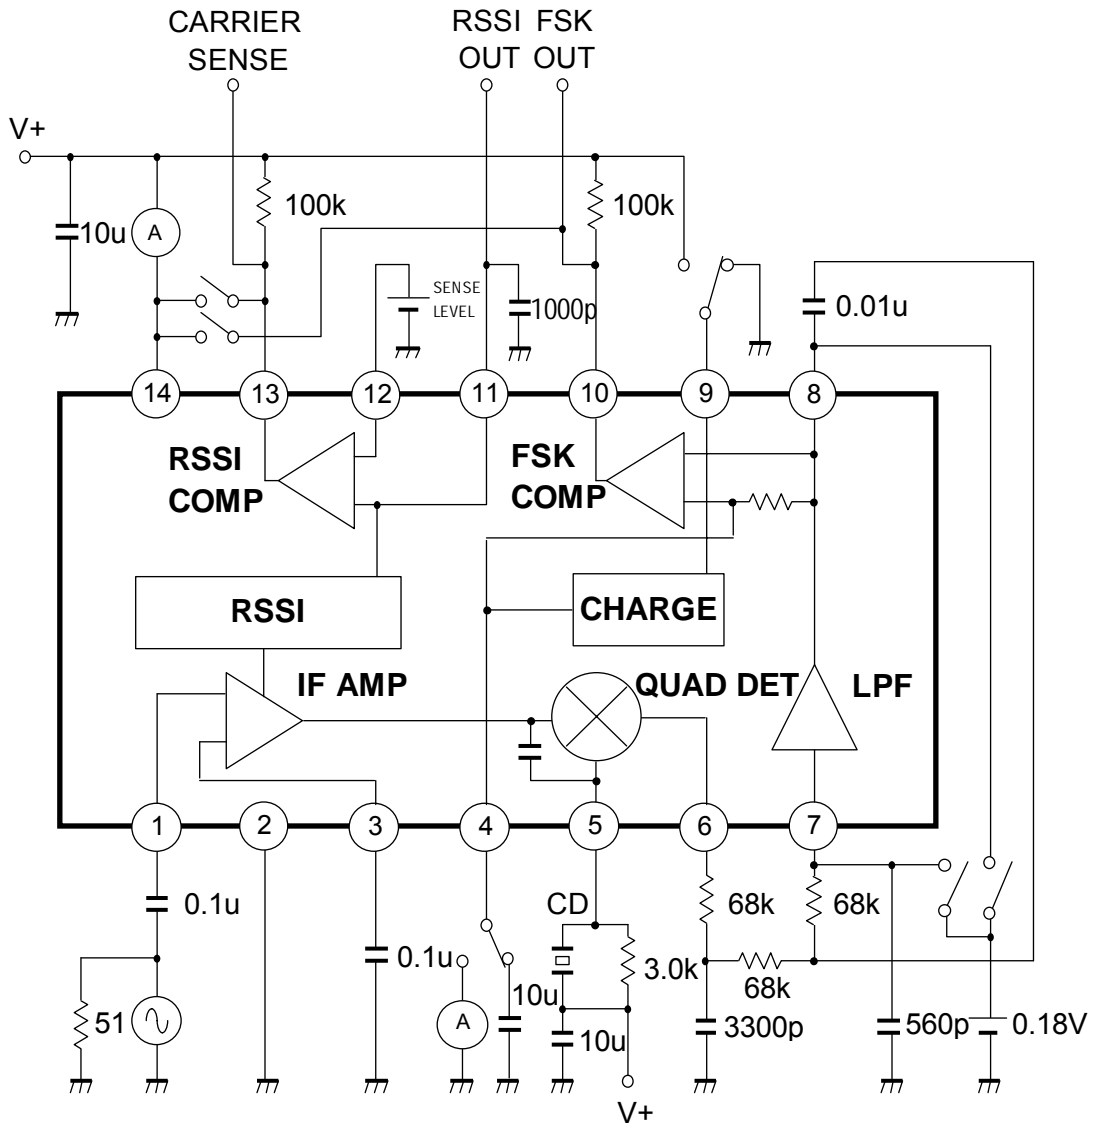 CARRIER
SENSE
RSSI
OUT
FSK
OUT
V+
10u
A
100k
100k
SENSE
LEVEL
1000p
0.01u
14
13
12
11
10
9
8
RSSI
COMP
FSK
COMP
RSSI
CHARGE
IF AMP
QUAD DET
LPF
1
2
3
4
5
6
7
0.1u
51
0.1u
A
10u
CD
3.0k
10u
V+
68k
68k
68k
3300p
560p
0.18V